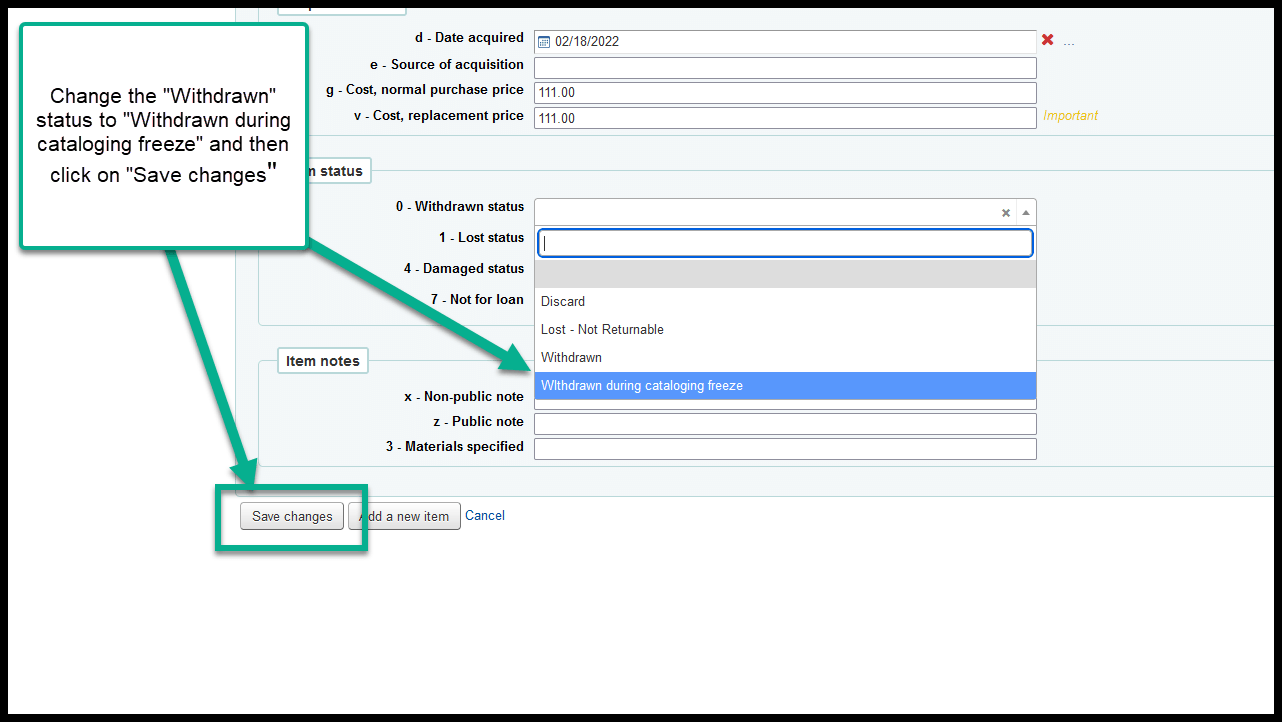 d - Date acquired 02/18/2022 ...
e - Source of acquisition
g - Cost, normal purchase price 111.00
v - Cost, replacement price 111.00 Important
Change the "Withdrawn"
status to "Withdrawn during
cataloging freeze" and then
click on "Save changes"
status
0 - Withdrawn status
1 - Lost status
4 - Damaged status
7 - Not for loan
Discard
Lost - Not Returnable
Withdrawn
WIthdrawn during cataloging freeze
Item notes
x - Non-public note
z - Public note
3 - Materials specified
Save changes Add a new item Cancel